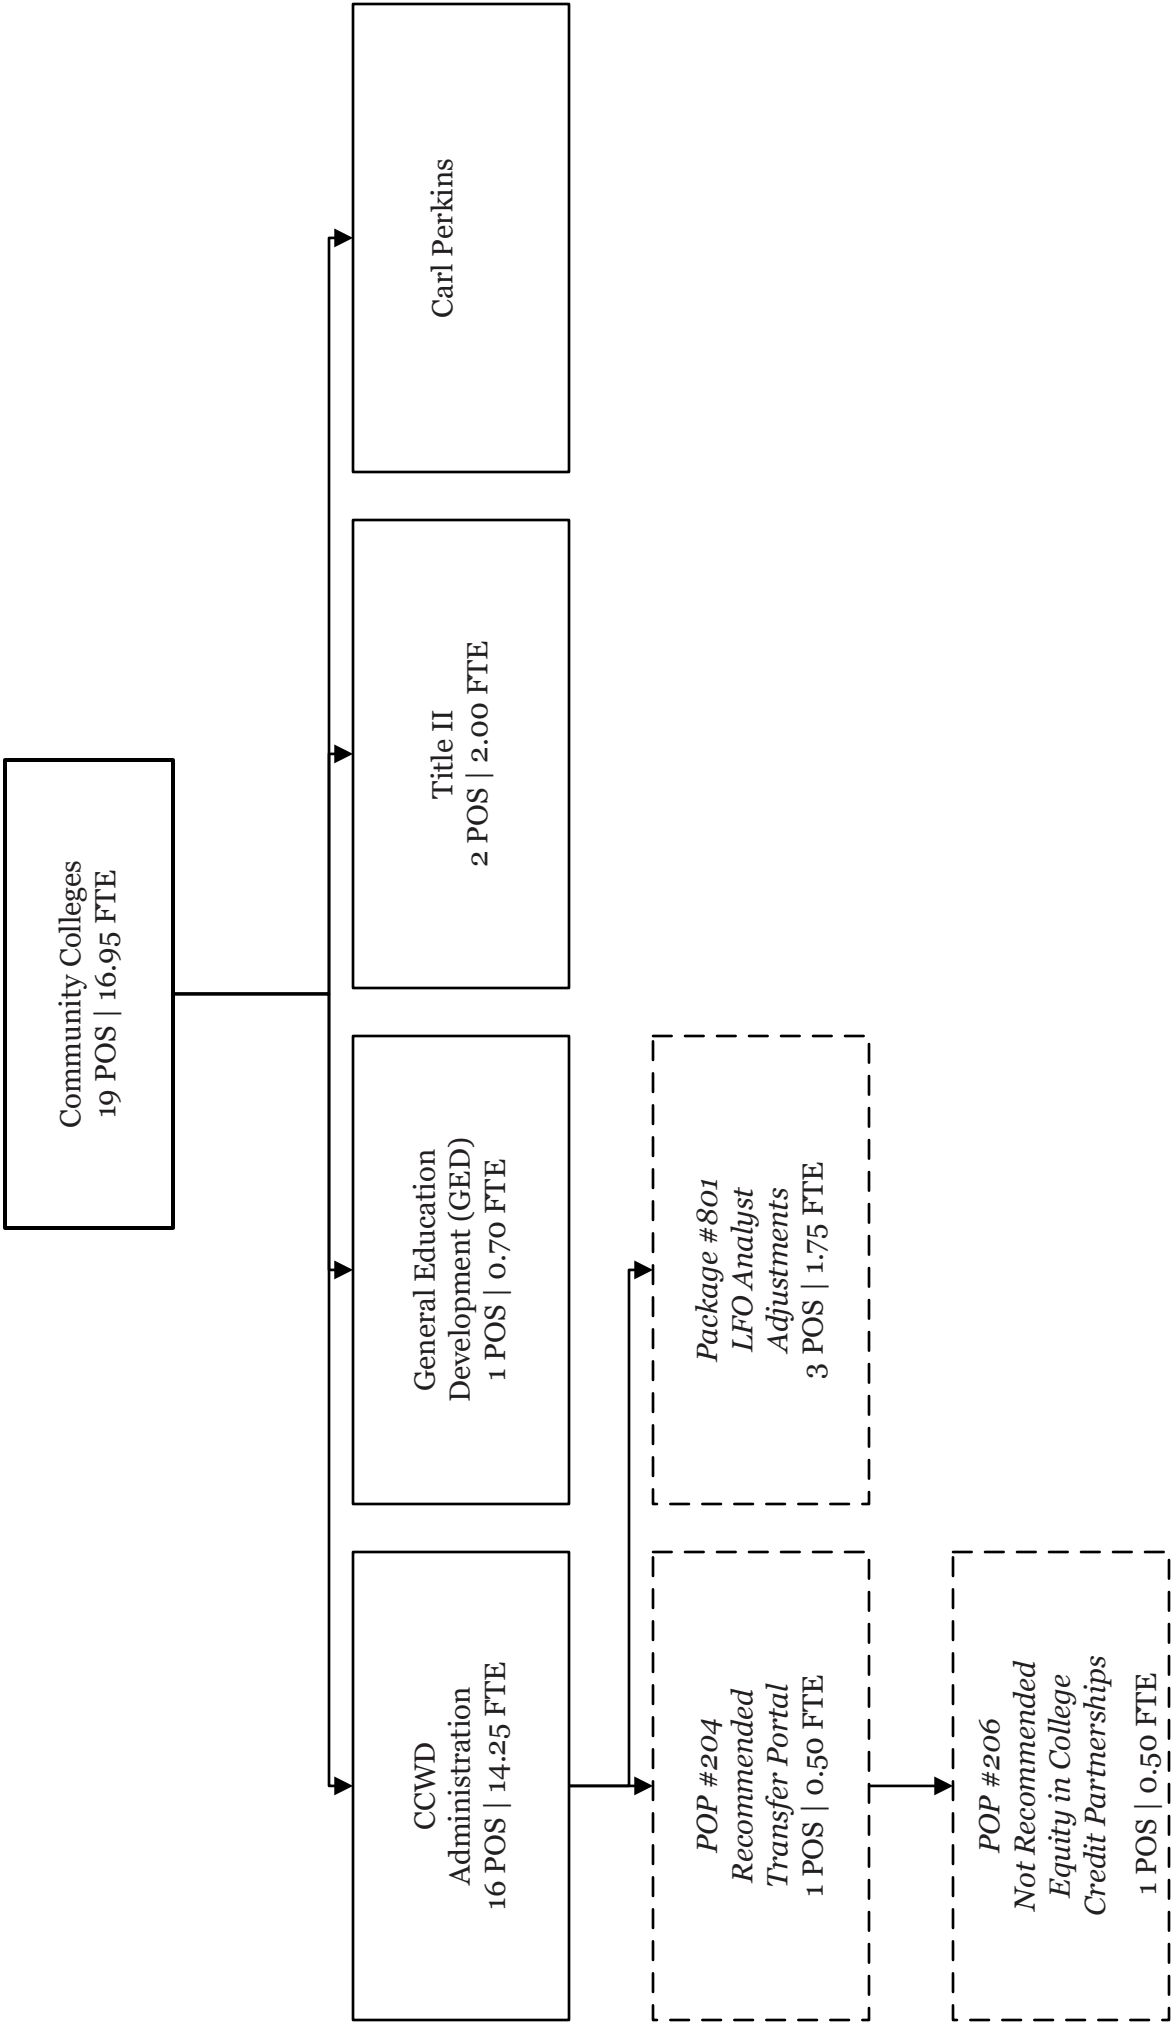 Community Colleges
19 POS | 16.95 FTE
CCWD
Administration
16 POS | 14.25 FTE
General Education
Development (GED)
1 POS | 0.70 FTE
Title II
2 POS | 2.00 FTE
Carl Perkins
POP #204
Recommended
Transfer Portal
1 POS | 0.50 FTE
Package #801
LFO Analyst
Adjustments
3 POS | 1.75 FTE
POP #206
Not Recommended
Equity in College
Credit Partnerships
1 POS | 0.50 FTE